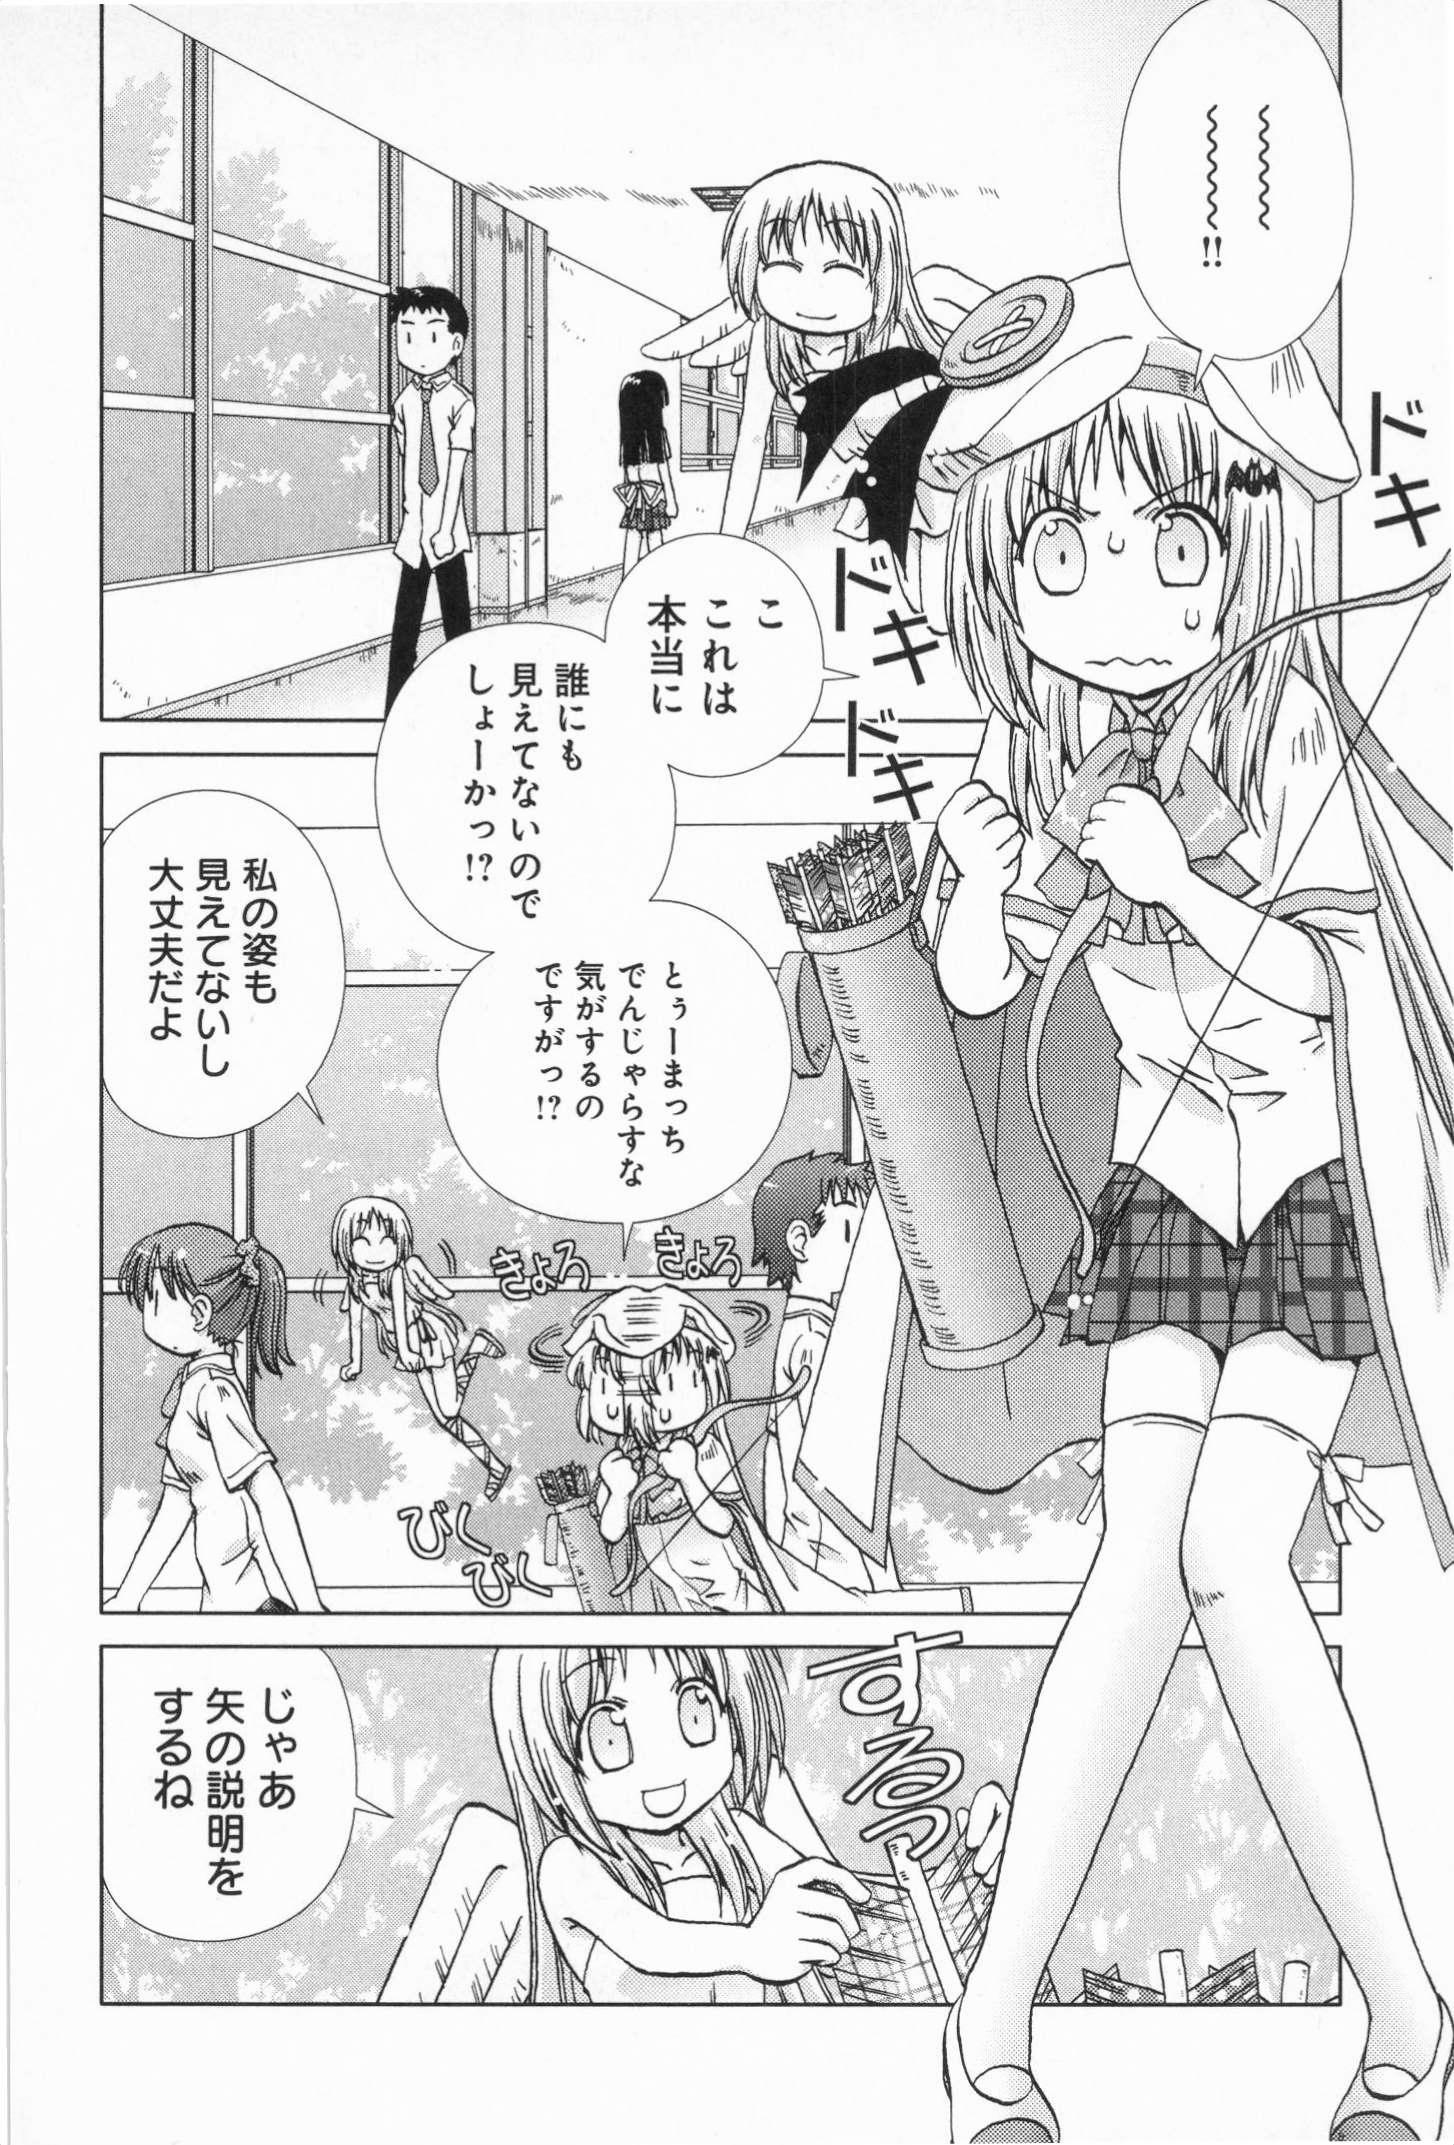 〜〜
〜〜〜!!
ドキ
ドキ
ドキ
こ
これは
本当に
誰にも
見えてないので
しょーかっ!?
とぅーまっち
でんじゃらすな
気がするの
ですがっ!?
私の姿も
見えてないし
大丈夫だよ
きょろ
きょろ
びく
びく
じゃあ
矢の説明を
するね
するるっ